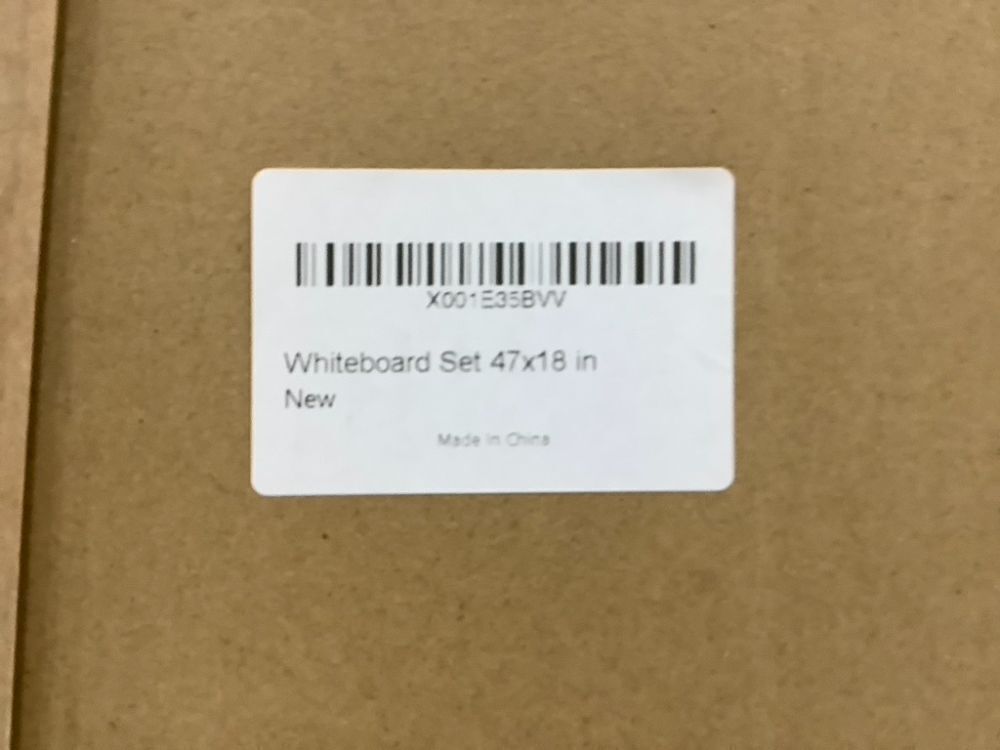 X001E35BVV
Whiteboard Set 47x18 in
New
Made in China